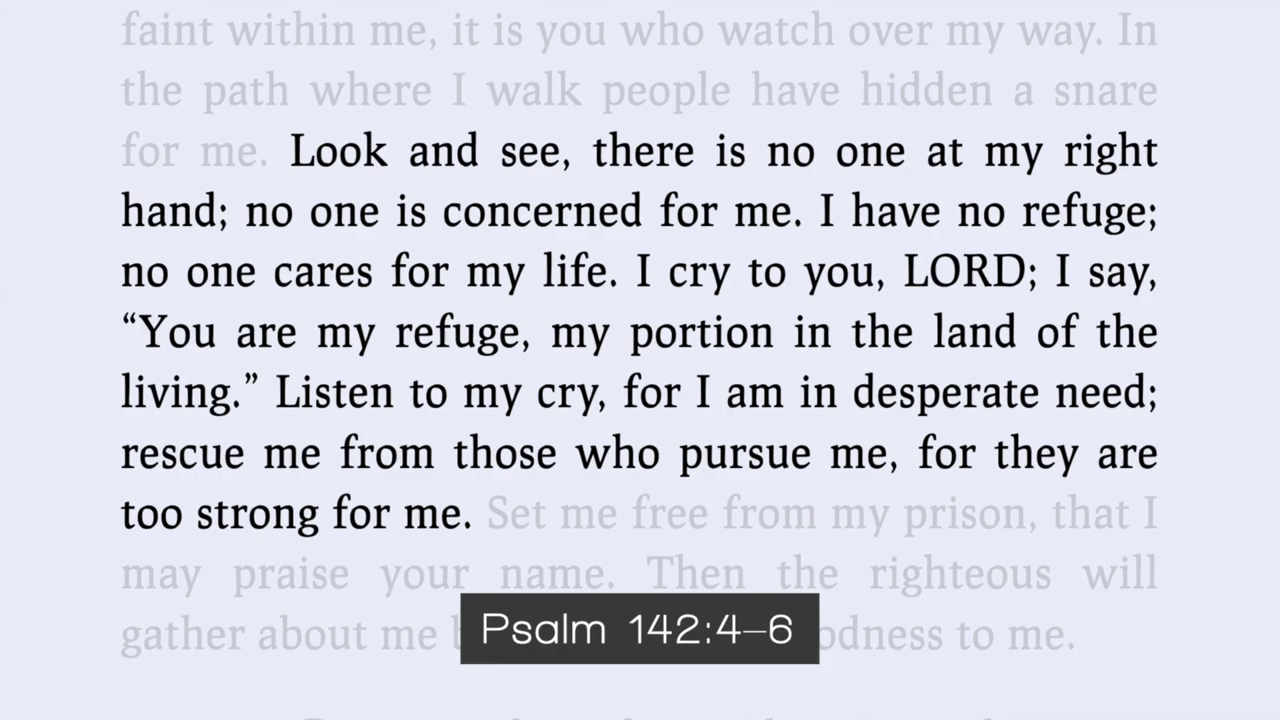 faint within me, it is you who watch over my way. In
the path where I walk people have hidden a snare
for me. Look and see, there is no one at my right
hand; no one is concerned for me. I have no refuge;
no one cares for my life. I cry to you, LORD; I say,
“You are my refuge, my portion in the land of the
living.” Listen to my cry, for I am in desperate need;
rescue me from those who pursue me, for they are
too strong for me. Set me free from my prison, that I
may praise your name. Then the righteous will
gather about me to me.
Psalm 142:4–6